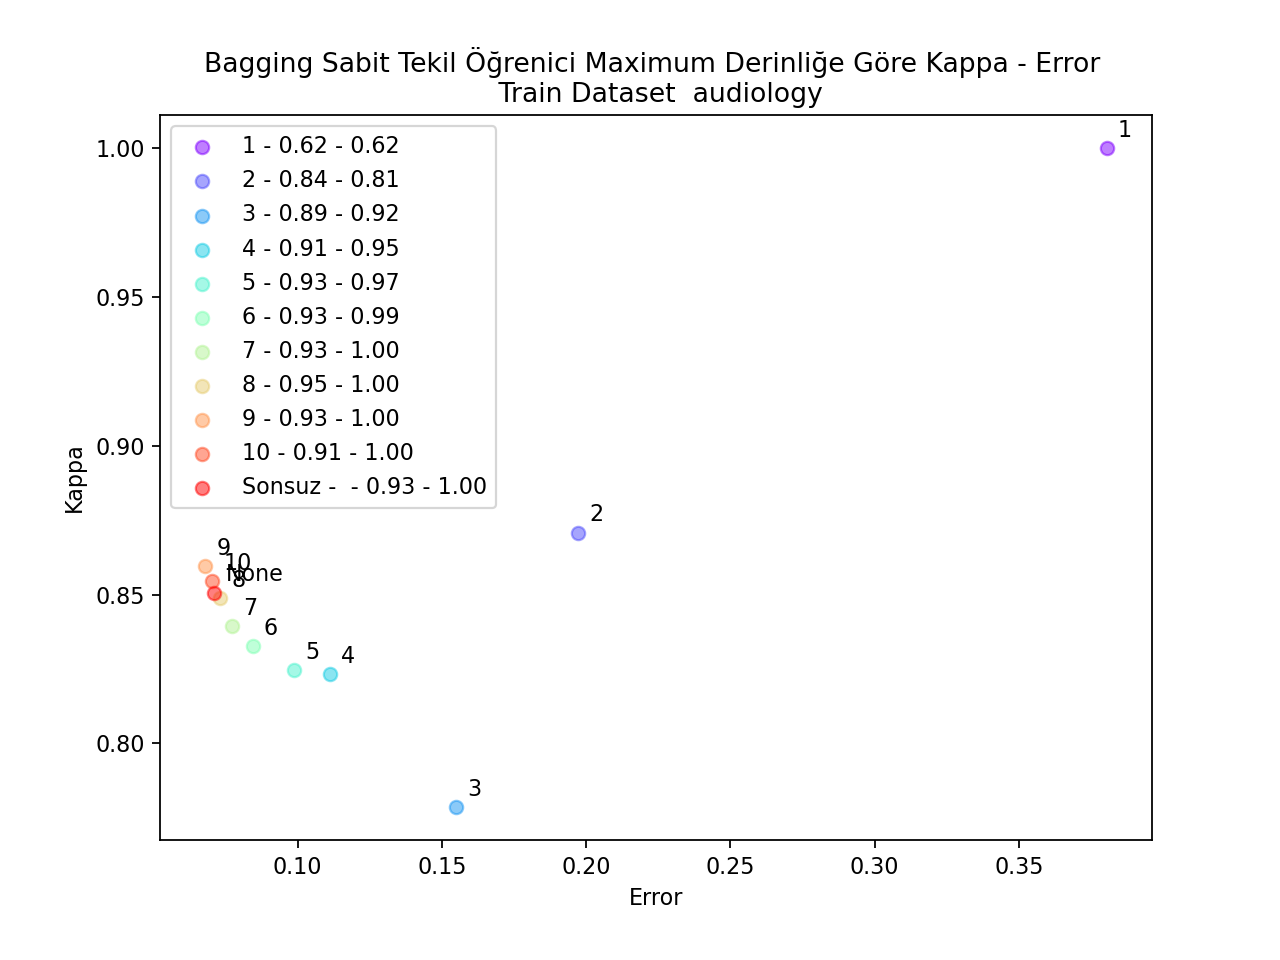 Bagging Sabit Tekil Öğrenici Maximum Derinliğe Göre Kappa - Error
Train Dataset  audiology
1 - 0.62 - 0.62
2 - 0.84 - 0.81
3 - 0.89 - 0.92
4 - 0.91 - 0.95
5 - 0.93 - 0.97
6 - 0.93 - 0.99
7 - 0.93 - 1.00
8 - 0.95 - 1.00
9 - 0.93 - 1.00
10 - 0.91 - 1.00
Sonsuz -  - 0.93 - 1.00
1
2
9
10
None
8
7
6
5
4
3
1.00
0.95
0.90
0.85
0.80
Kappa
0.10
0.15
0.20
0.25
0.30
0.35
Error